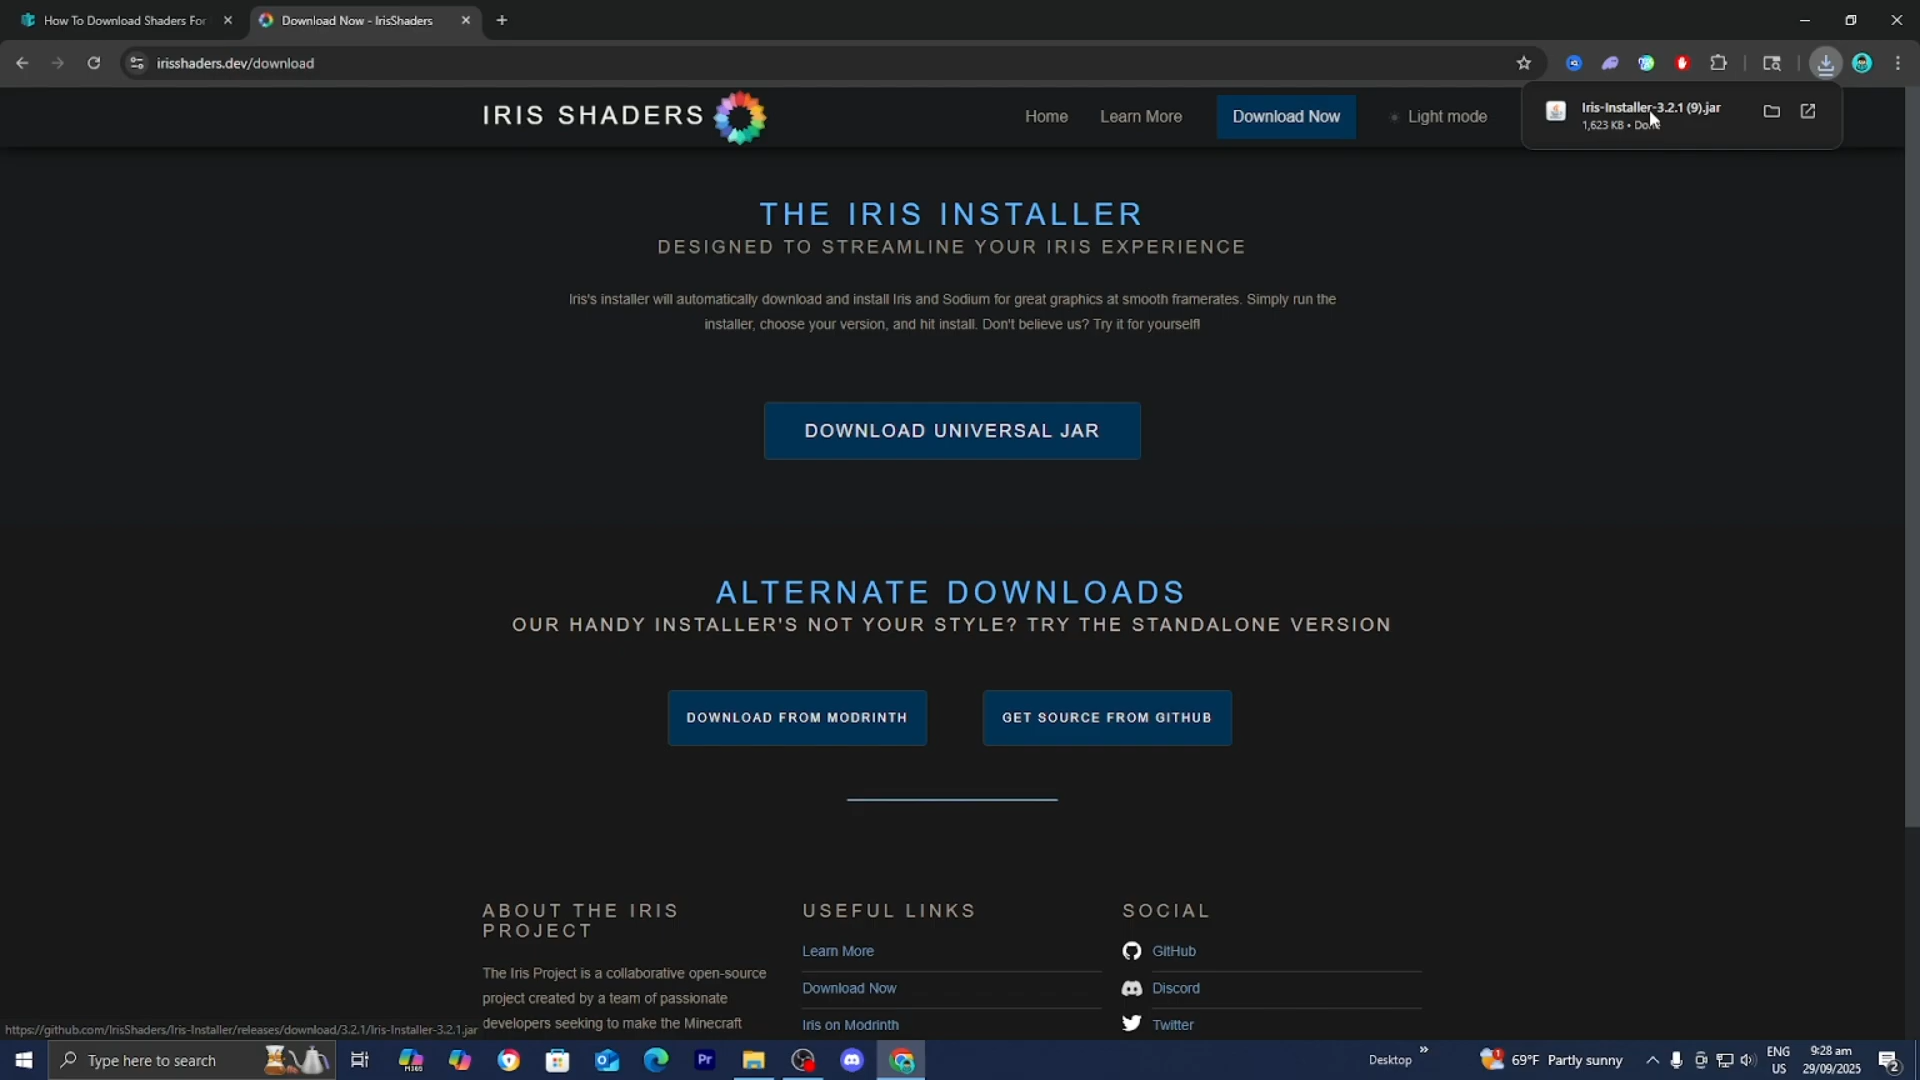 How To Download Shaders For
Download Now - IrisShaders
irisshaders.dev/download
Iris-Installer-3.2.1 (9).jar
1,623 KB • Done
IRIS SHADERS
Home
Learn More
Download Now
Light mode
THE IRIS INSTALLER
DESIGNED TO STREAMLINE YOUR IRIS EXPERIENCE
Iris's installer will automatically download and install Iris and Sodium for great graphics at smooth framerates. Simply run the
installer, choose your version, and hit install. Don't believe us? Try it for yourself!
DOWNLOAD UNIVERSAL JAR
ALTERNATE DOWNLOADS
OUR HANDY INSTALLER'S NOT YOUR STYLE? TRY THE STANDALONE VERSION
DOWNLOAD FROM MODRINTH
GET SOURCE FROM GITHUB
ABOUT THE IRIS
PROJECT
The Iris Project is a collaborative open-source
project created by a team of passionate
developers seeking to make the Minecraft
USEFUL LINKS
Learn More
Download Now
Iris on Modrinth
SOCIAL
GitHub
Discord
Twitter
https://github.com/IrisShaders/Iris-Installer/releases/download/3.2.1/Iris-Installer-3.2.1.jar
Type here to search
M365
Pr
Desktop
69°F Partly sunny
ENG
US
9:28 am
29/09/2025
2